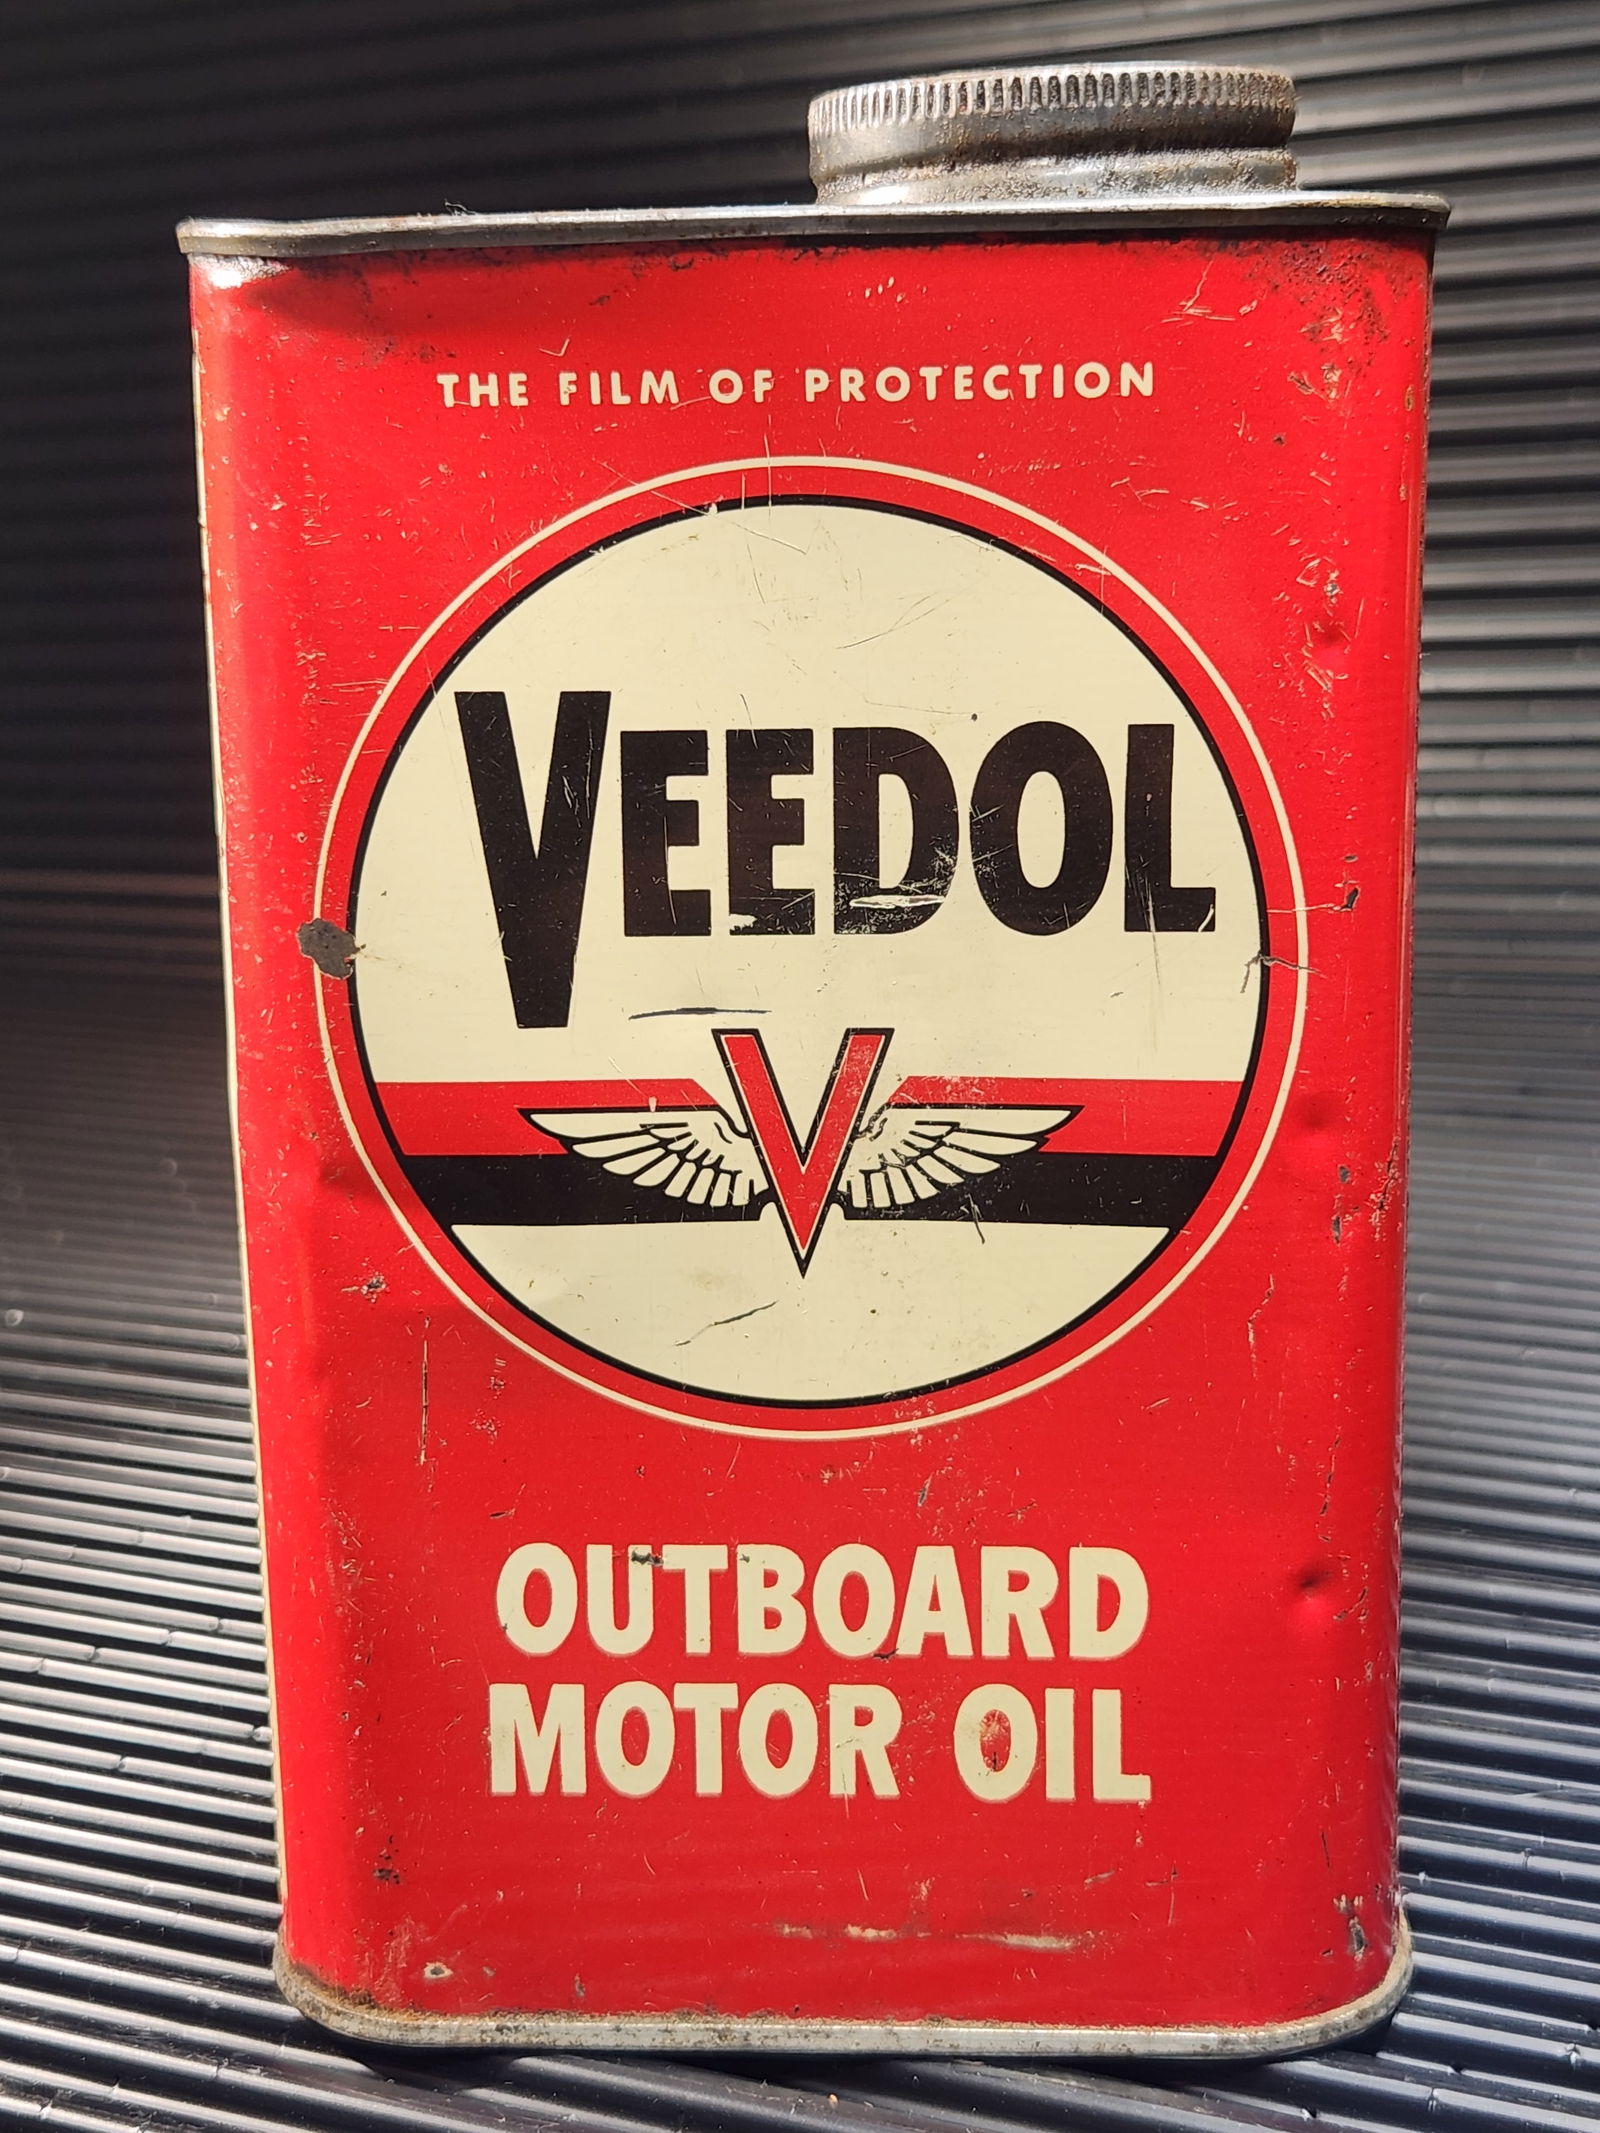 THE FILM OF PROTECTION
VEEDOL
V
OUTBOARD
MOTOR OIL